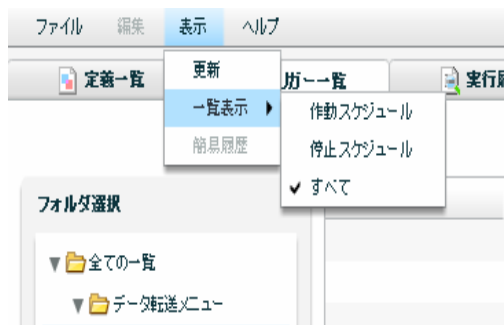 ファイル 編集 表示 ヘルプ
定義一覧 ガー一覧 実行
更新
一覧表示
簡易履歴
作動スケジュール
停止スケジュール
すべて
フォルダ選択
全ての一覧
データ転送メニュー